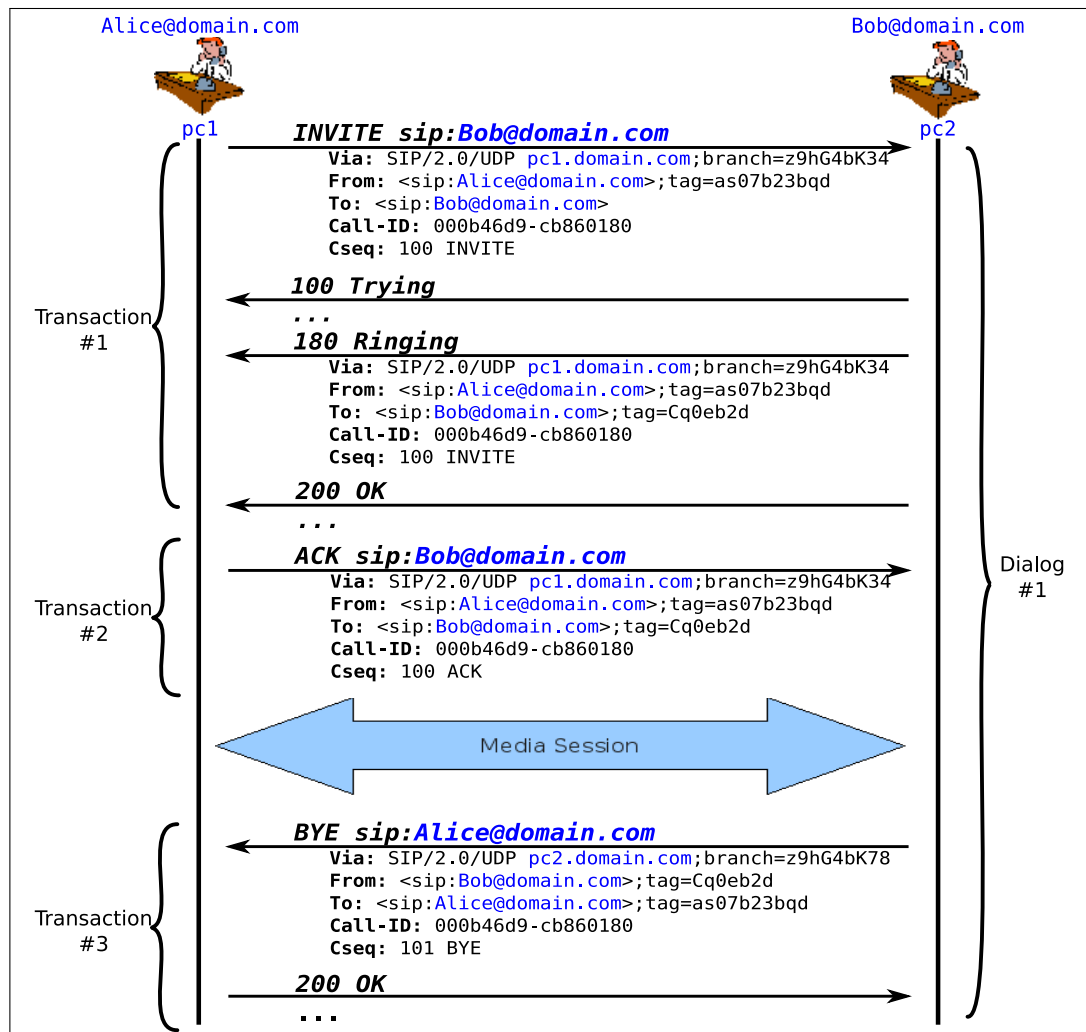 Alice@domain.com
Bob@domain.com
pc1
pc2
INVITE sip:Bob@domain.com
Via: SIP/2.0/UDP pc1.domain.com;branch=z9hG4bK34
From: <sip:Alice@domain.com>;tag=as07b23bqd
To: <sip:Bob@domain.com>
Call-ID: 000b46d9-cb860180
Cseq: 100 INVITE
100 Trying
...
Transaction
#1
180 Ringing
Via: SIP/2.0/UDP pc1.domain.com;branch=z9hG4bK34
From: <sip:Alice@domain.com>;tag=as07b23bqd
To: <sip:Bob@domain.com>;tag=Cq0eb2d
Call-ID: 000b46d9-cb860180
Cseq: 100 INVITE
200 OK
...
ACK sip:Bob@domain.com
Via: SIP/2.0/UDP pc1.domain.com;branch=z9hG4bK34
From: <sip:Alice@domain.com>;tag=as07b23bqd
To: <sip:Bob@domain.com>;tag=Cq0eb2d
Call-ID: 000b46d9-cb860180
Cseq: 100 ACK
Transaction
#2
Dialog
#1
Media Session
BYE sip:Alice@domain.com
Via: SIP/2.0/UDP pc2.domain.com;branch=z9hG4bK78
From: <sip:Bob@domain.com>;tag=Cq0eb2d
To: <sip:Alice@domain.com>;tag=as07b23bqd
Call-ID: 000b46d9-cb860180
Cseq: 101 BYE
Transaction
#3
200 OK
...